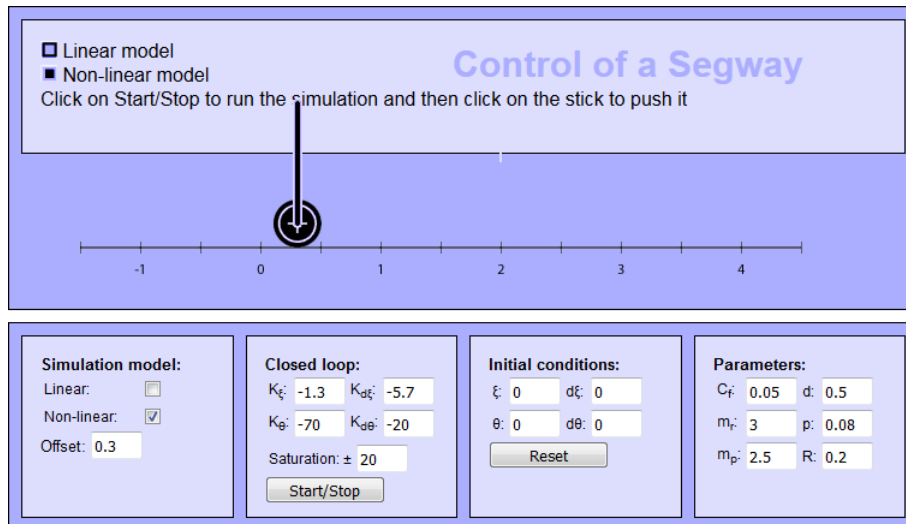 Control of a Segway
Linear model
Non-linear model
Click on Start/Stop to run the simulation and then click on the stick to push it
-1 0 1 2 3 4
Simulation model:
Linear:
Non-linear:
Offset: 0.3
Closed loop:
Kξ: -1.3 Kdξ: -5.7
Kθ: -70 Kdθ: -20
Saturation: ± 20
Start/Stop
Initial conditions:
ξ: 0 dξ: 0
θ: 0 dθ: 0
Reset
Parameters:
Cf: 0.05 d: 0.5
mr: 3 p: 0.08
mp: 2.5 R: 0.2